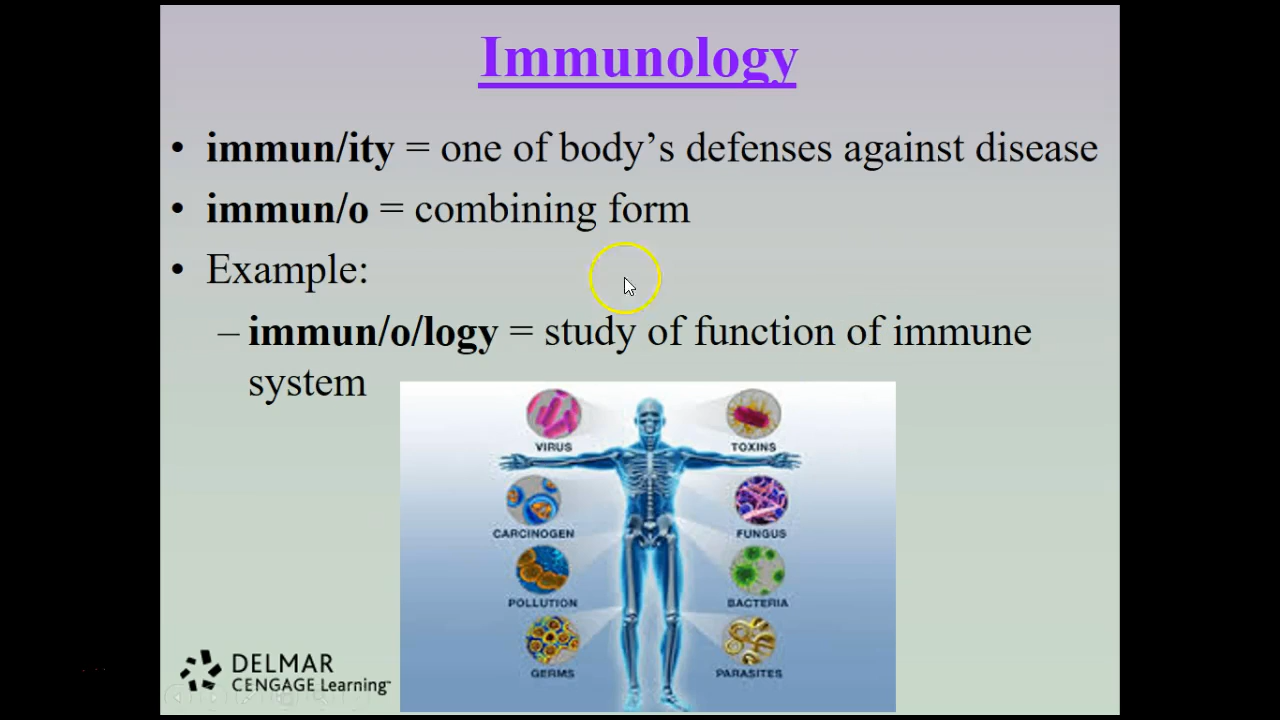 Immunology
• immun/ity = one of body’s defenses against disease
• immun/o = combining form
• Example:
– immun/o/logy = study of function of immune
system
VIRUS
TOXINS
CARCINOGEN
FUNGUS
POLLUTION
BACTERIA
GERMS
PARASITES
DELMAR
CENGAGE Learning™